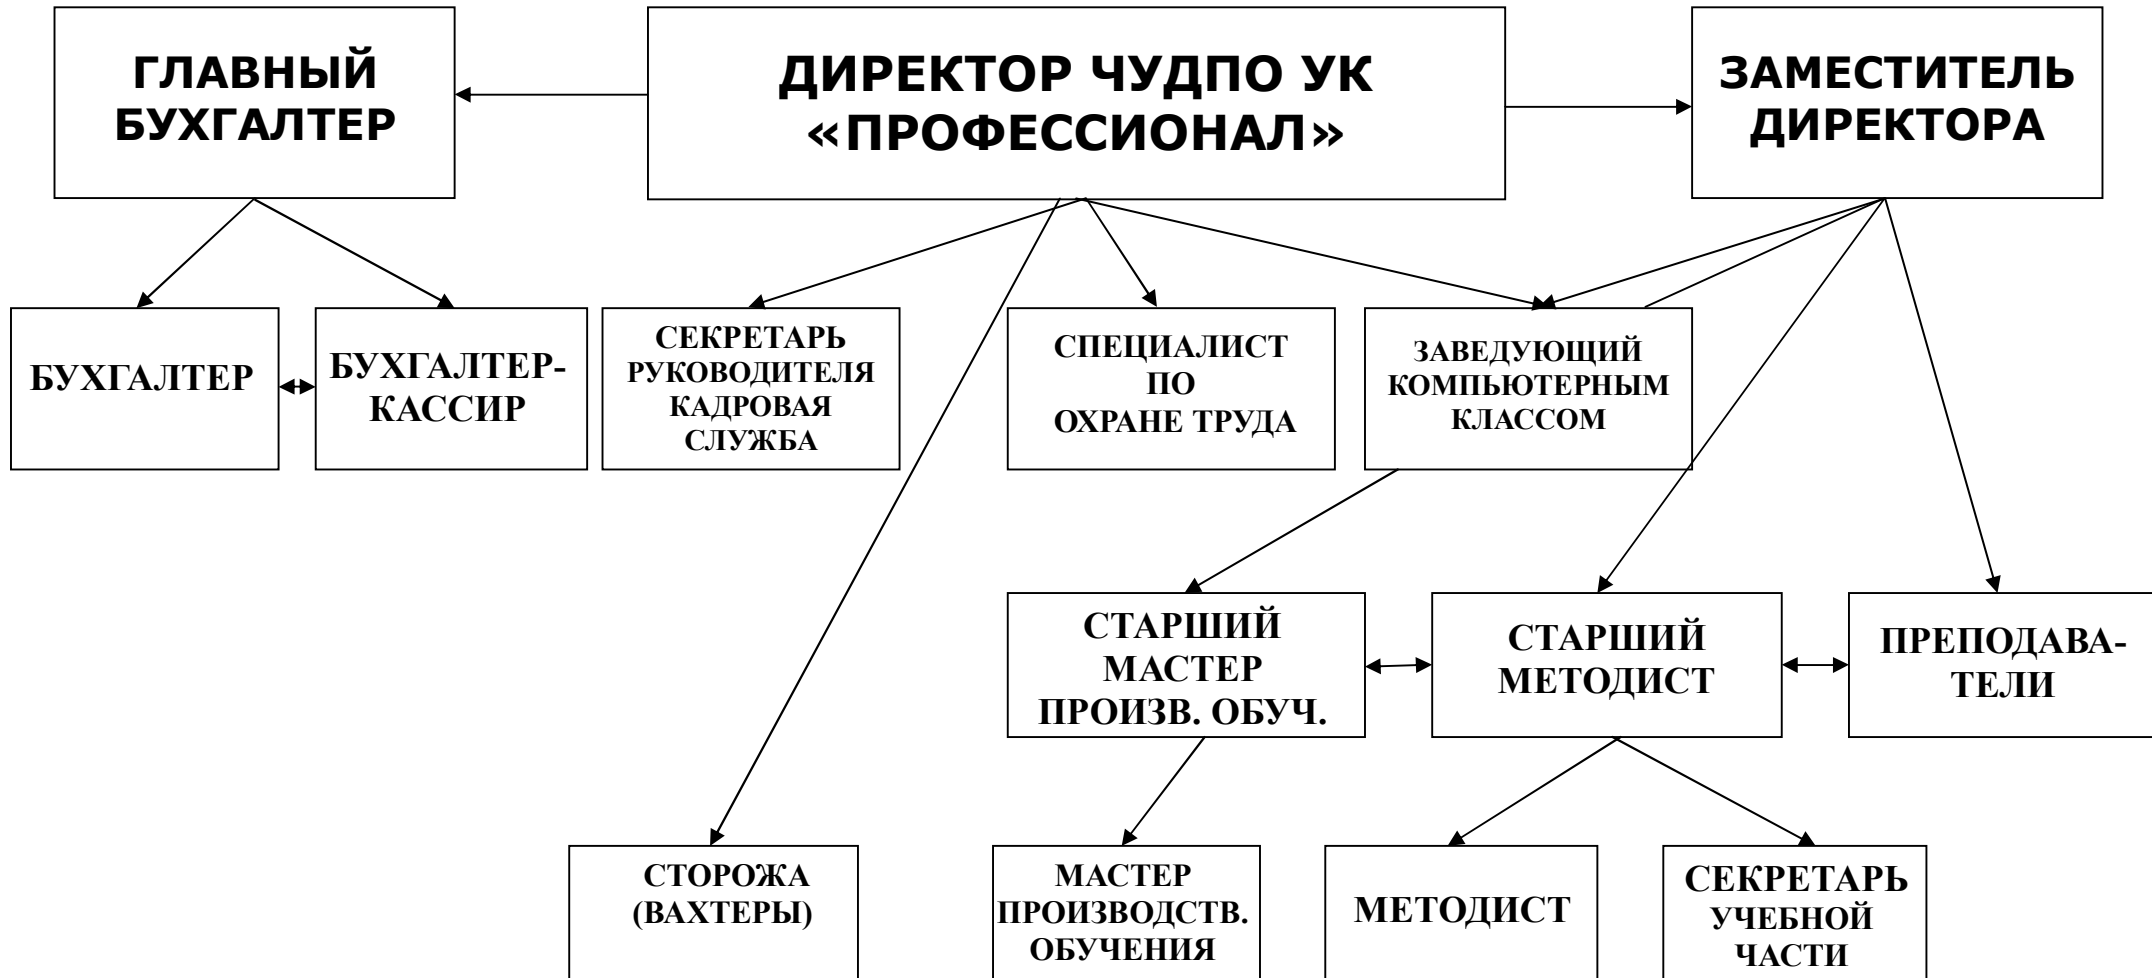 ГЛАВНЫЙ
БУХГАЛТЕР
ДИРЕКТОР ЧУДПО УК
«ПРОФЕССИОНАЛ»
ЗАМЕСТИТЕЛЬ
ДИРЕКТОРА
БУХГАЛТЕР
БУХГАЛТЕР-
КАССИР
СЕКРЕТАРЬ
РУКОВОДИТЕЛЯ
КАДРОВАЯ
СЛУЖБА
СПЕЦИАЛИСТ
ПО
ОХРАНЕ ТРУДА
ЗАВЕДУЮЩИЙ
КОМПЬЮТЕРНЫМ
КЛАССОМ
СТАРШИЙ
МАСТЕР
ПРОИЗВ. ОБУЧ.
СТАРШИЙ
МЕТОДИСТ
ПРЕПОДАВА-
ТЕЛИ
СТОРОЖА
(ВАХТЕРЫ)
МАСТЕР
ПРОИЗВОДСТВ.
ОБУЧЕНИЯ
МЕТОДИСТ
СЕКРЕТАРЬ
УЧЕБНОЙ
ЧАСТИ